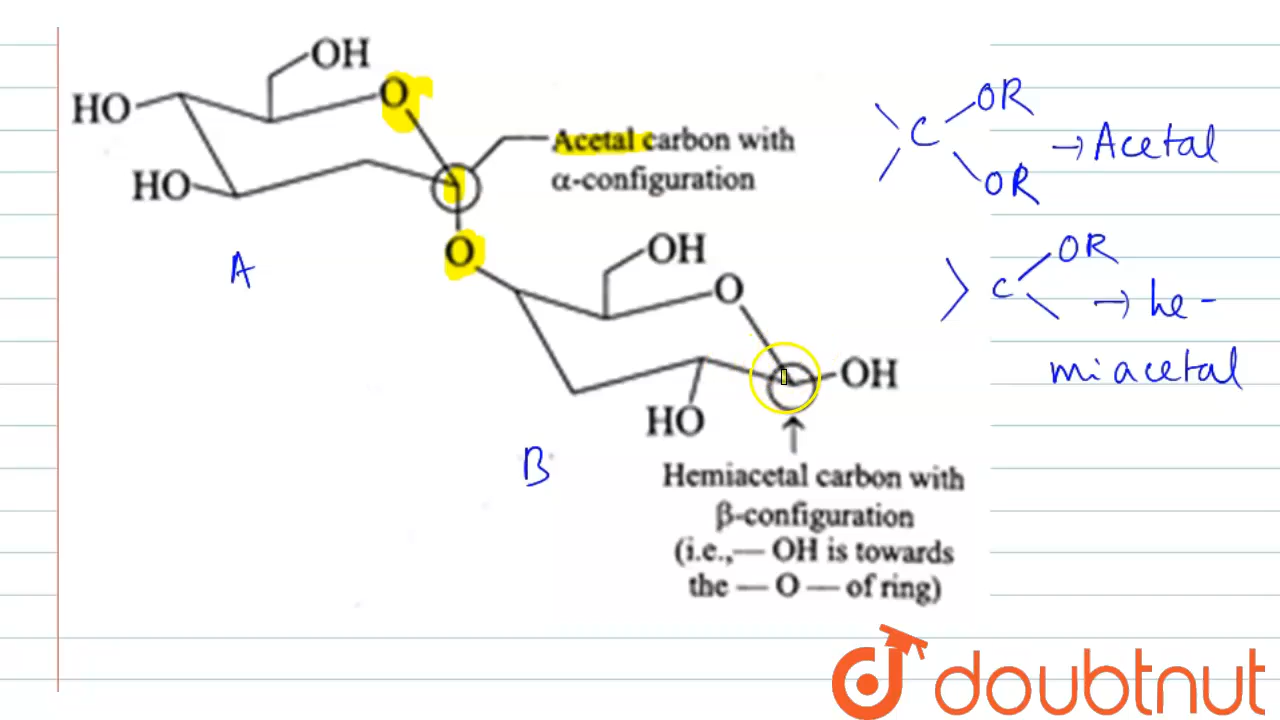 OH
HO
O
Acetal carbon with
α-configuration
HO
O
A
OH
O
OH
HO
B
Hemiacetal carbon with
β-configuration
(i.e.,— OH is towards
the — O — of ring)
C
OR
OR
→ Acetal
C
OR
→ he-
miacetal
doubtnut